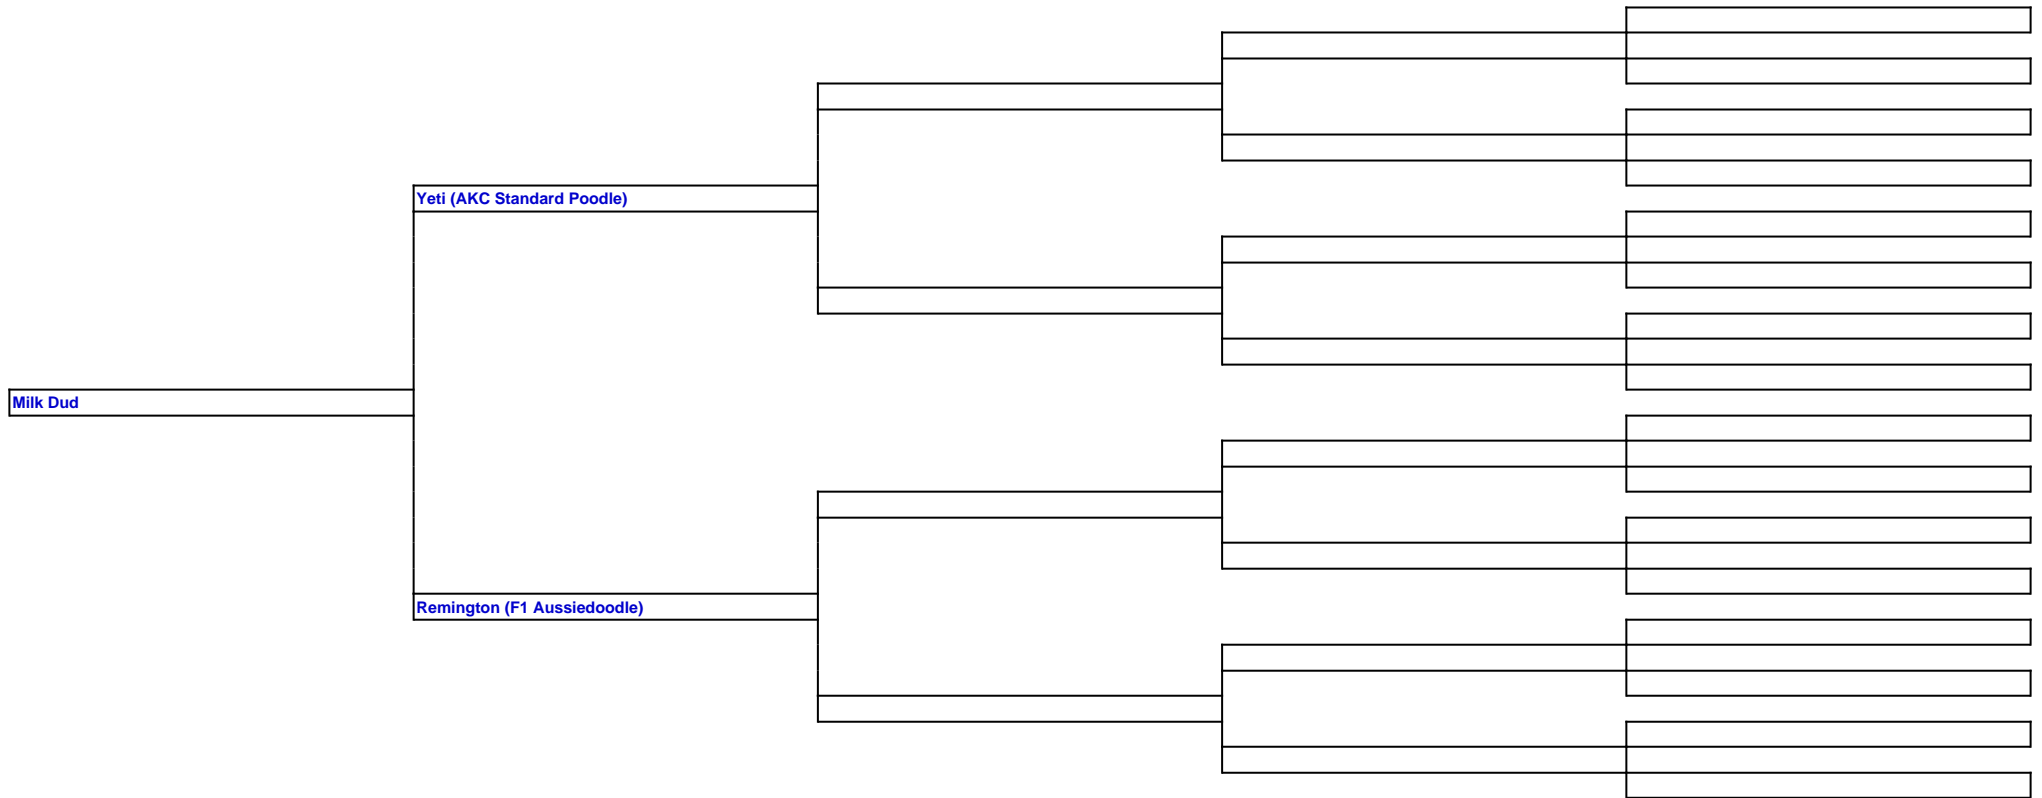 Yeti (AKC Standard Poodle)
Milk Dud
Remington (F1 Aussiedoodle)